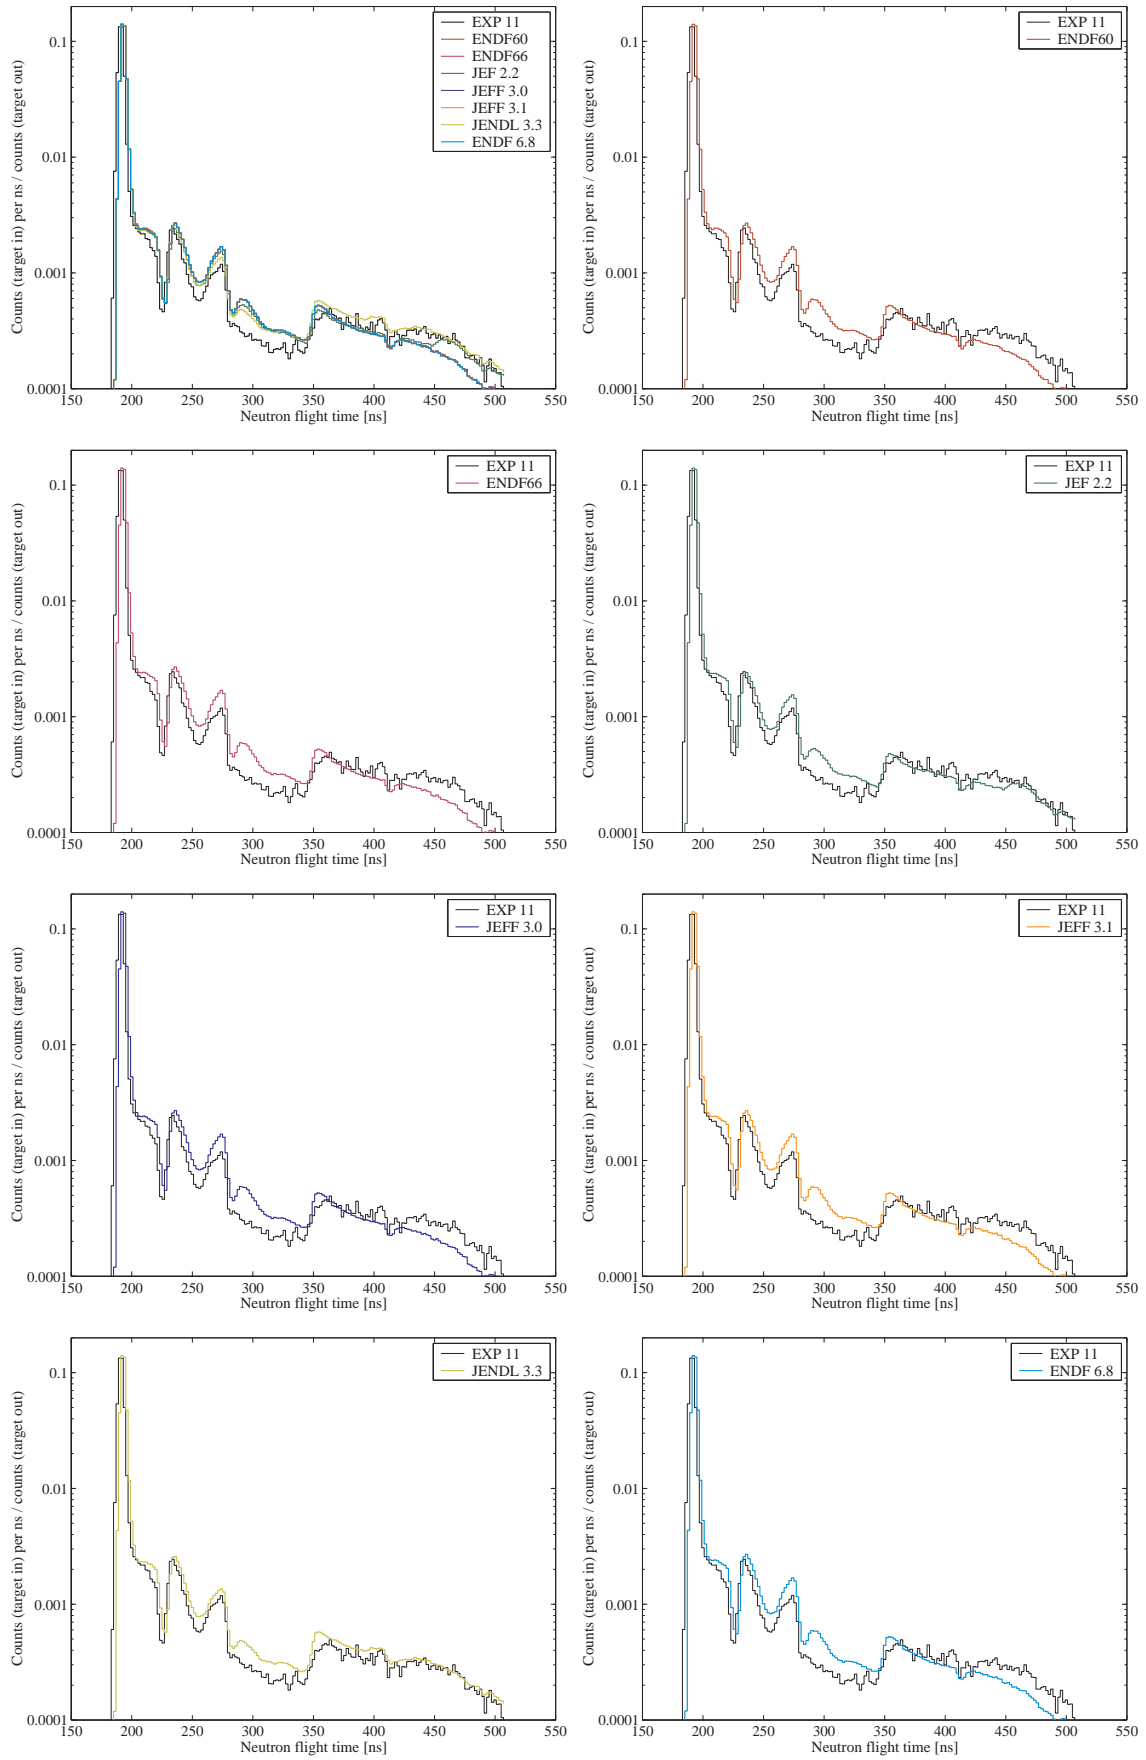 EXP 11
ENDF60
ENDF66
JEF 2.2
JEFF 3.0
JEFF 3.1
JENDL 3.3
ENDF 6.8
0.1
0.01
0.001
0.0001
Counts (target in) per ns / counts (target out)
150 200 250 300 350 400 450 500 550
Neutron flight time [ns]
EXP 11
ENDF60
0.1
0.01
0.001
0.0001
Counts (target in) per ns / counts (target out)
150 200 250 300 350 400 450 500 550
Neutron flight time [ns]
EXP 11
ENDF66
0.1
0.01
0.001
0.0001
Counts (target in) per ns / counts (target out)
150 200 250 300 350 400 450 500 550
Neutron flight time [ns]
EXP 11
JEF 2.2
0.1
0.01
0.001
0.0001
Counts (target in) per ns / counts (target out)
150 200 250 300 350 400 450 500 550
Neutron flight time [ns]
EXP 11
JEFF 3.0
0.1
0.01
0.001
0.0001
Counts (target in) per ns / counts (target out)
150 200 250 300 350 400 450 500 550
Neutron flight time [ns]
EXP 11
JEFF 3.1
0.1
0.01
0.001
0.0001
Counts (target in) per ns / counts (target out)
150 200 250 300 350 400 450 500 550
Neutron flight time [ns]
EXP 11
JENDL 3.3
0.1
0.01
0.001
0.0001
Counts (target in) per ns / counts (target out)
150 200 250 300 350 400 450 500 550
Neutron flight time [ns]
EXP 11
ENDF 6.8
0.1
0.01
0.001
0.0001
Counts (target in) per ns / counts (target out)
150 200 250 300 350 400 450 500 550
Neutron flight time [ns]